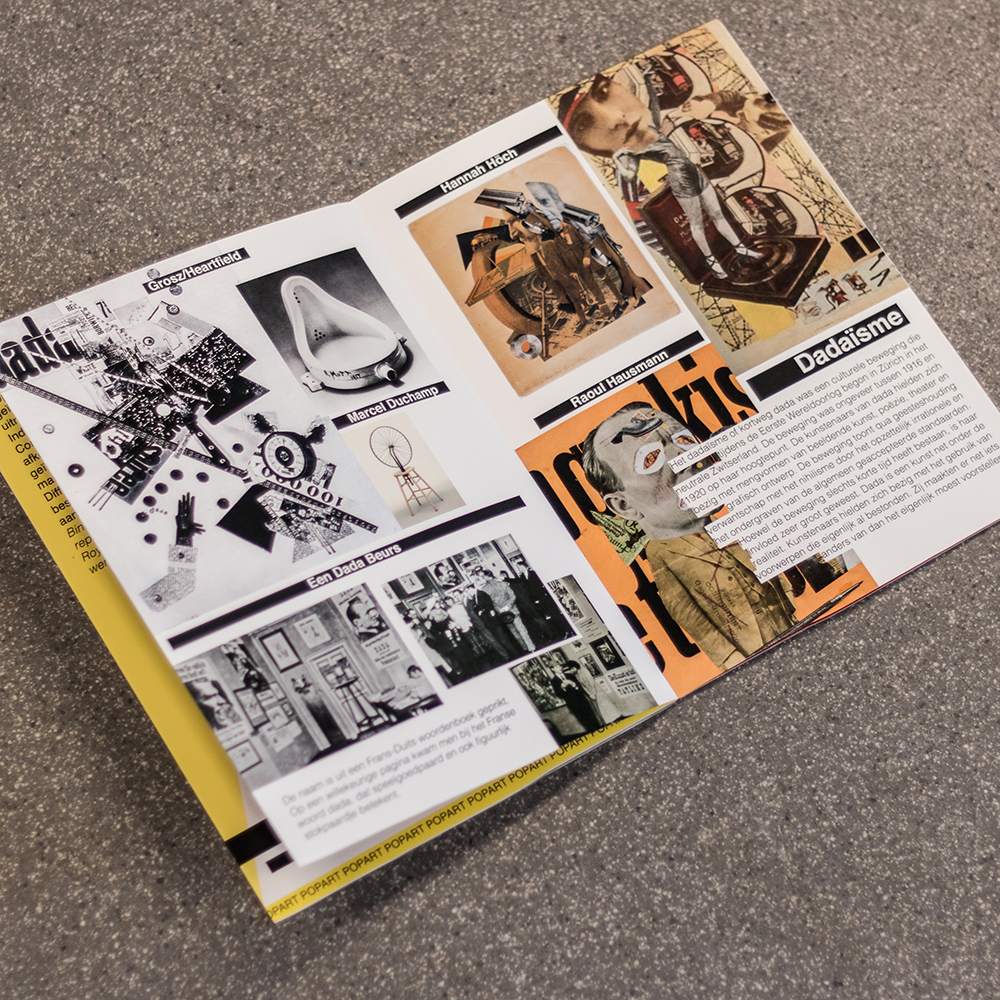 Grosz/Heartfield
Marcel Duchamp
Een Dada Beurs
De naam is uit een Frans-Duits woordenboek geprikt.
Op een willekeurige pagina kwam men bij het Franse
woord dada, dat speelgoedpaard en ook figuurlijk
stokpaardje betekent.
POPART POPART POPART POPART POPART POPART POPART
Hannah Höch
Raoul Hausmann
Dadaïsme
Het dadaïsme of kortweg dada was een culturele beweging die
tijdens de Eerste Wereldoorlog begon in Zürich in het
neutrale Zwitserland. De beweging was ongeveer tussen 1916 en
1920 op haar hoogtepunt. De kunstenaars van dada hielden zich
bezig met mengvormen van beeldende kunst, poëzie, theater en
grafisch ontwerp. De beweging toont qua geesteshouding
verwantschap met het nihilisme door het opzettelijk irrationele en
het ondergraven van de algemeen geaccepteerde standaarden.
Hoewel de beweging slechts korte tijd heeft bestaan, is haar
invloed zeer groot geweest. Dada is een kunst net onder de
realiteit. Kunstenaars hielden zich bezig met het gebruik van
voorwerpen die eigenlijk al bestonden. Zij maakten er net iets
anders van dan het eigenlijk moest voorstellen